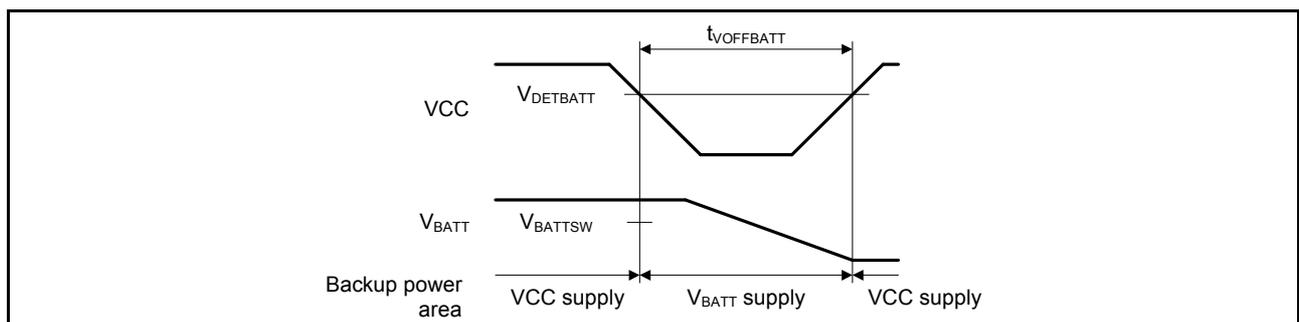 tVOFFBATT
VCC
VDETBATT
VBATT
VBATTSW
Backup power
area
VCC supply
VBATT supply
VCC supply